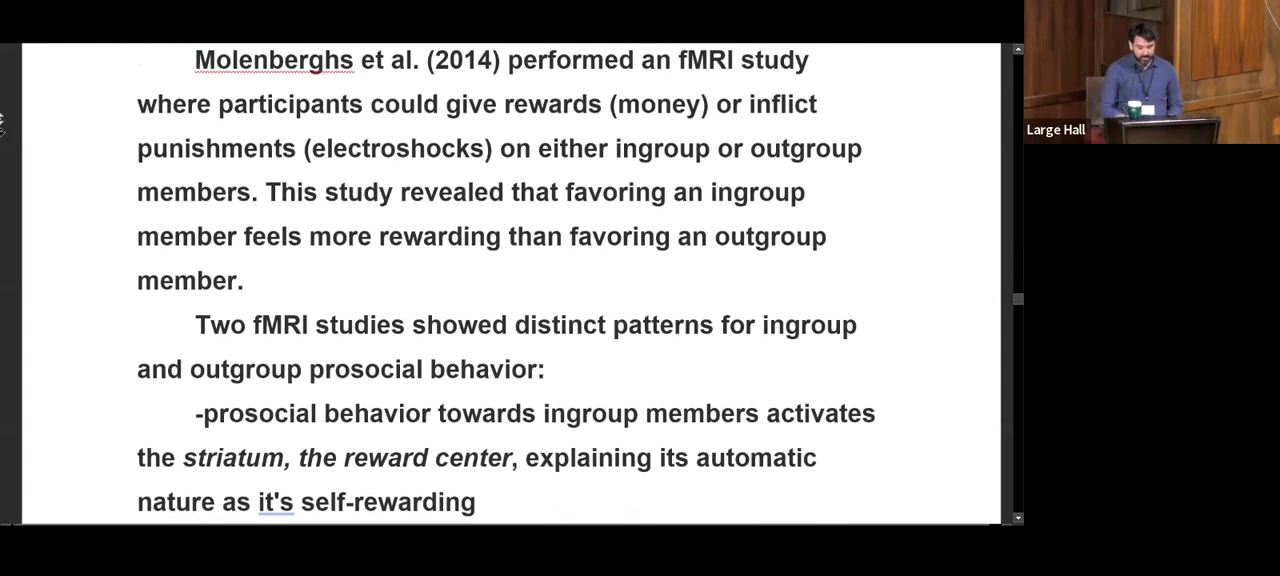 Molenberghs et al. (2014) performed an fMRI study
where participants could give rewards (money) or inflict
punishments (electroshocks) on either ingroup or outgroup
members. This study revealed that favoring an ingroup
member feels more rewarding than favoring an outgroup
member.
Two fMRI studies showed distinct patterns for ingroup
and outgroup prosocial behavior:
-prosocial behavior towards ingroup members activates
the striatum, the reward center, explaining its automatic
nature as it's self-rewarding
Large Hall